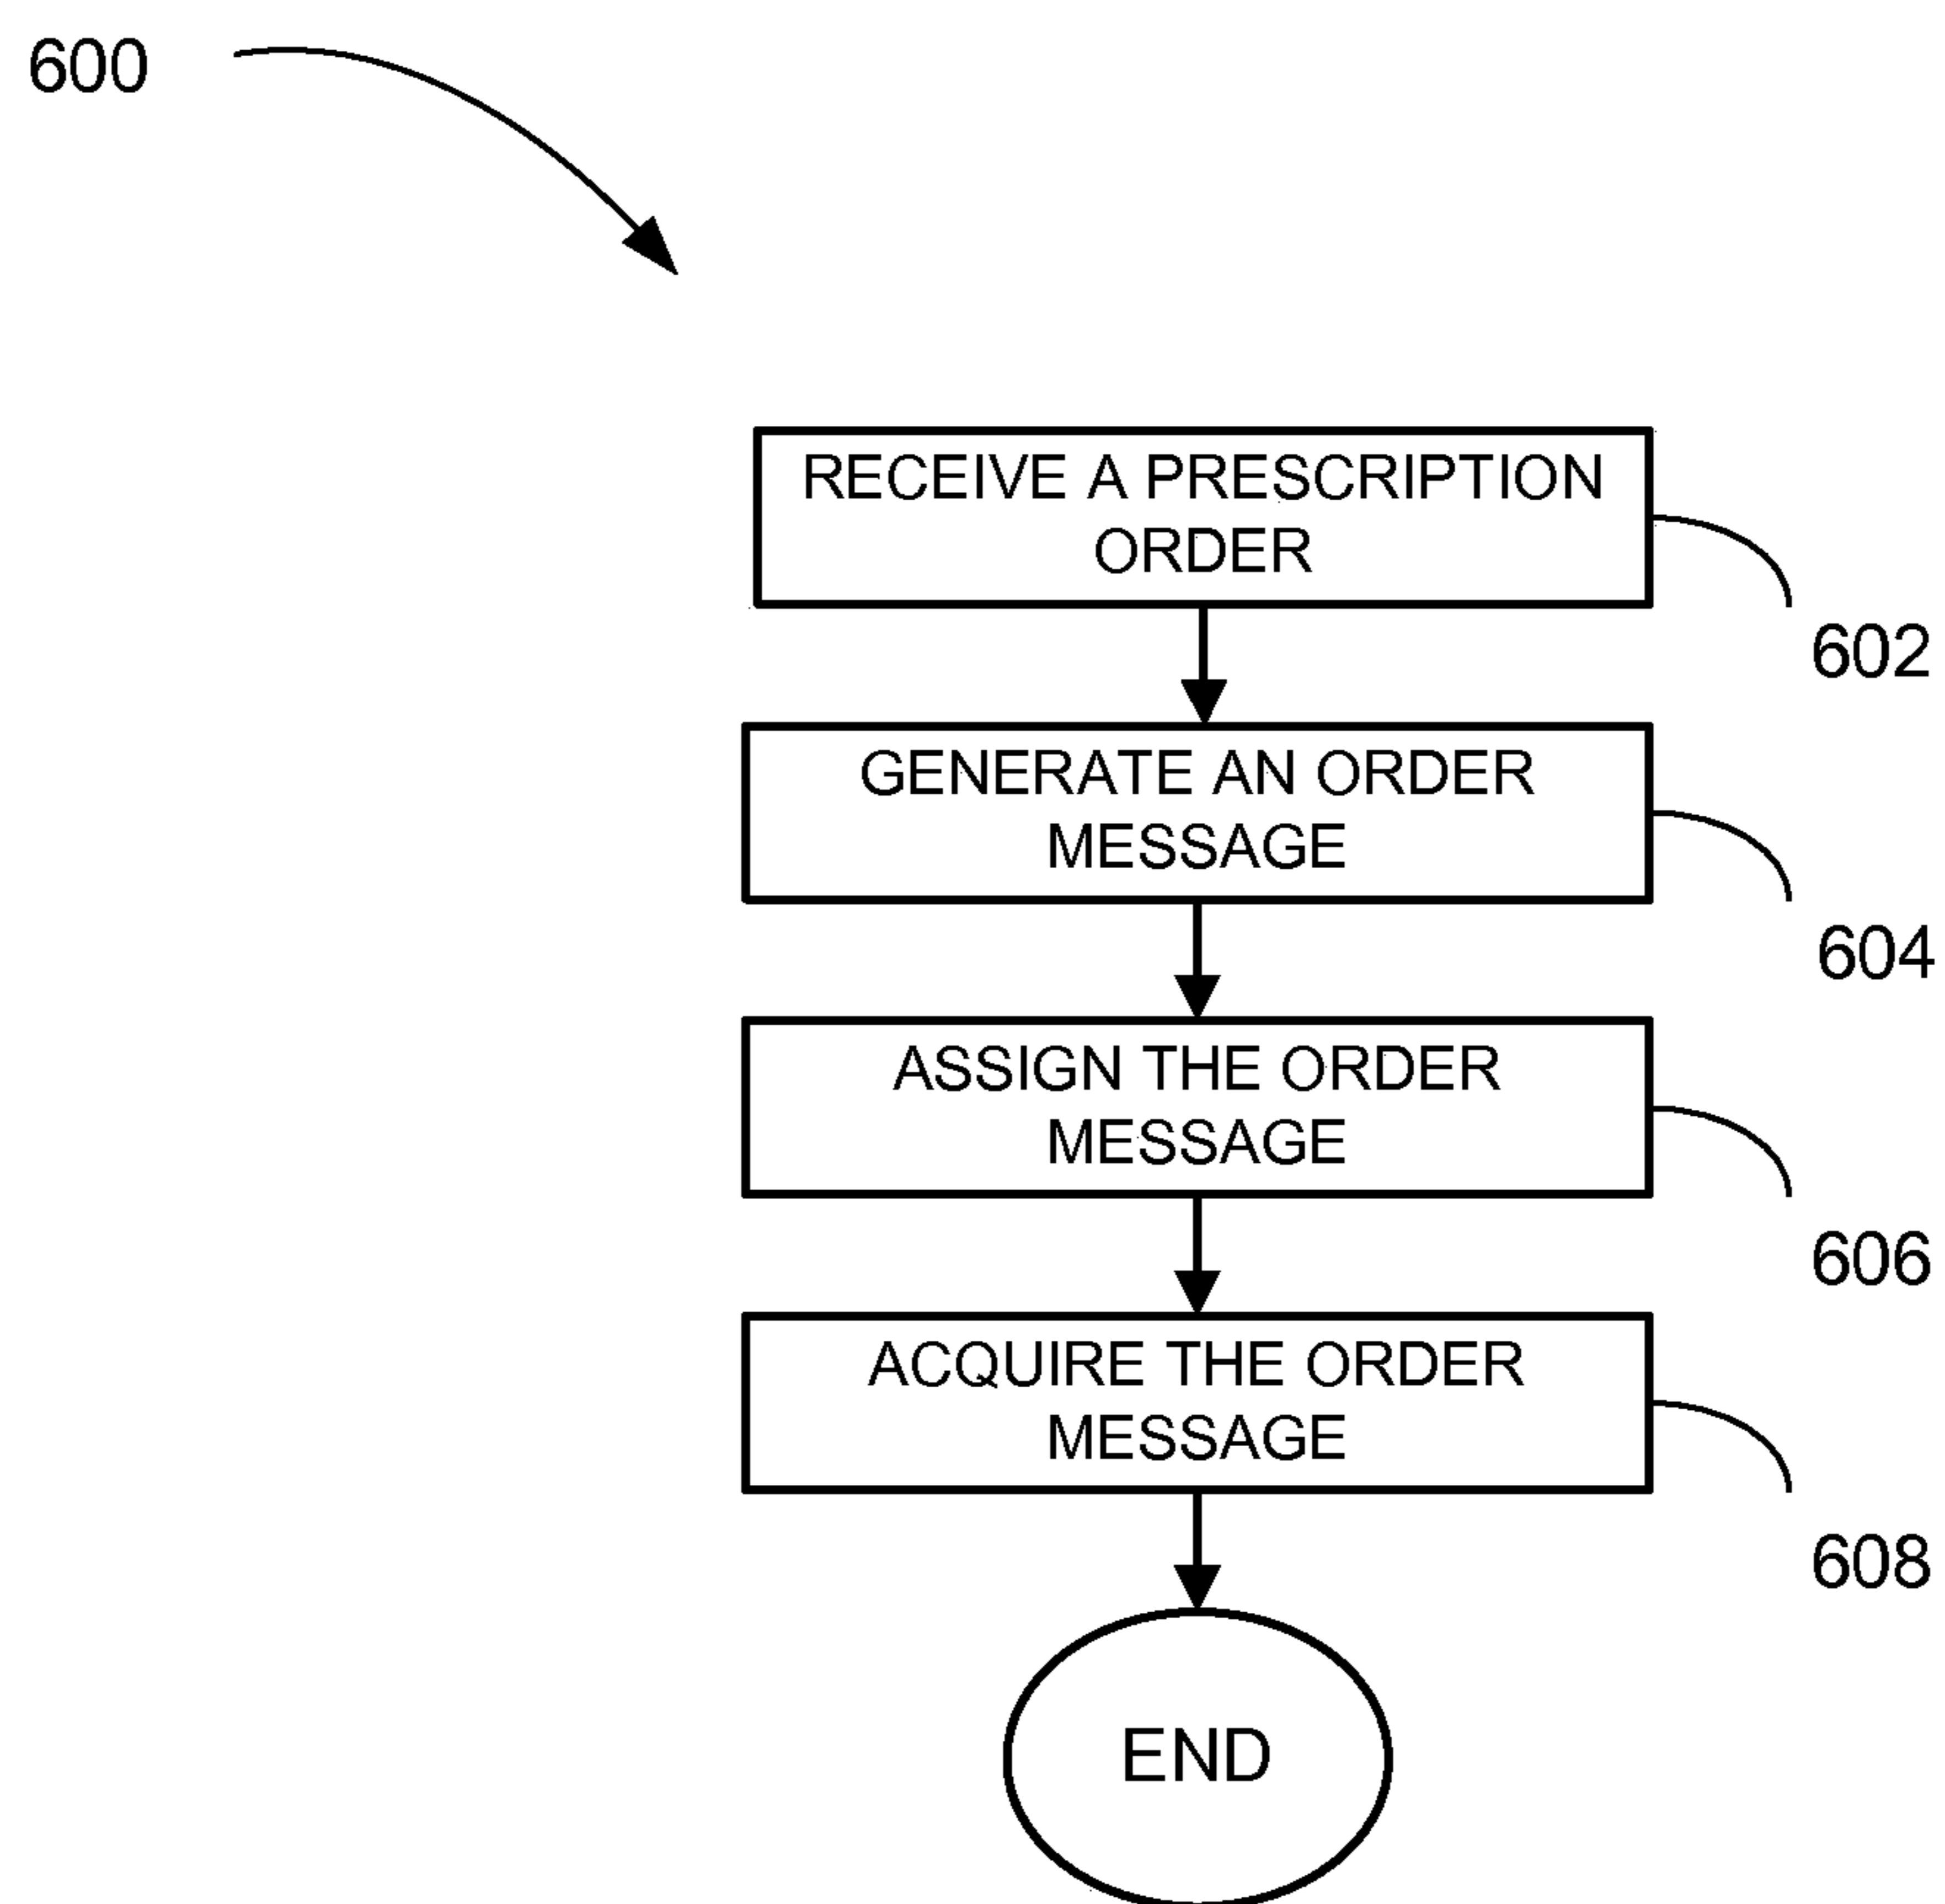 600
RECEIVE A PRESCRIPTION
ORDER
602
GENERATE AN ORDER
MESSAGE
604
ASSIGN THE ORDER
MESSAGE
606
ACQUIRE THE ORDER
MESSAGE
608
END